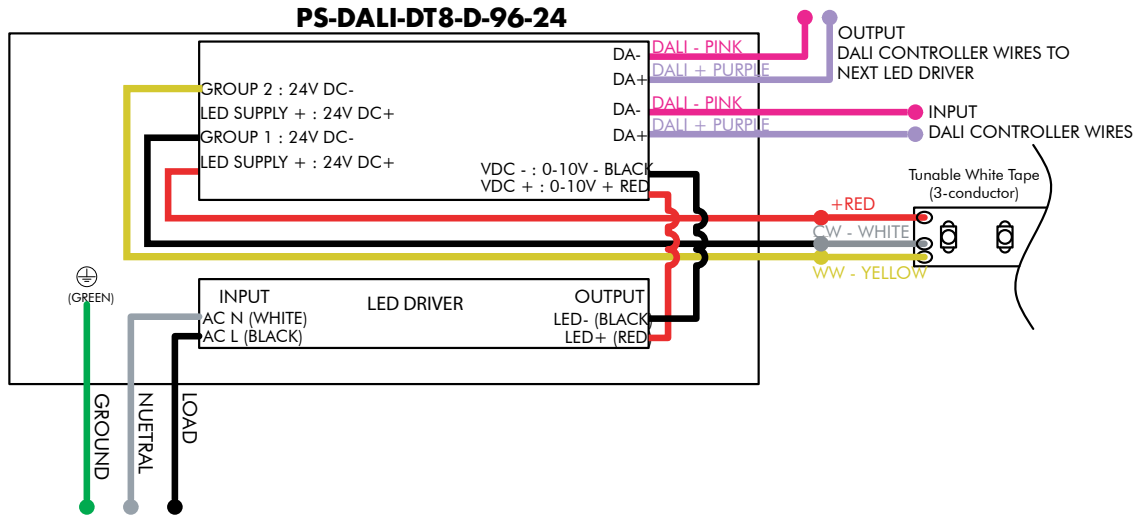 PS-DALI-DT8-D-96-24
DA-
DALI - PINK
DA+
DALI + PURPLE
DA-
DALI - PINK
DA+
DALI + PURPLE
OUTPUT
DALI CONTROLLER WIRES TO
NEXT LED DRIVER
INPUT
DALI CONTROLLER WIRES
GROUP 2 : 24V DC-
LED SUPPLY + : 24V DC+
GROUP 1 : 24V DC-
LED SUPPLY + : 24V DC+
VDC - : 0-10V - BLACK
VDC + : 0-10V + RED
Tunable White Tape
(3-conductor)
+RED
CW - WHITE
WW - YELLOW
(GREEN)
INPUT
AC N (WHITE)
AC L (BLACK)
LED DRIVER
OUTPUT
LED- (BLACK)
LED+ (RED)
GROUND
NUETRAL
LOAD